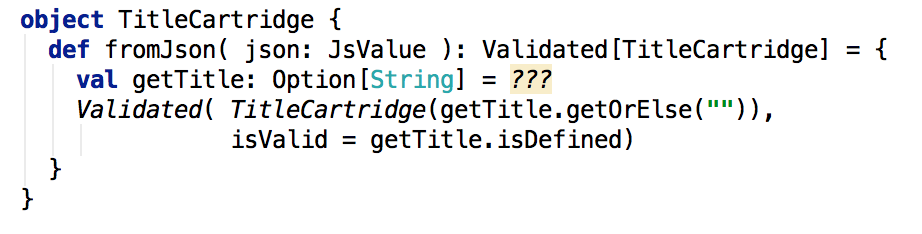 object TitleCartridge {
def fromJson( json: JsValue ): Validated[TitleCartridge] = {
val getTitle: Option[String] = ???
Validated( TitleCartridge(getTitle.getOrElse("")),
isValid = getTitle.isDefined)
}
}